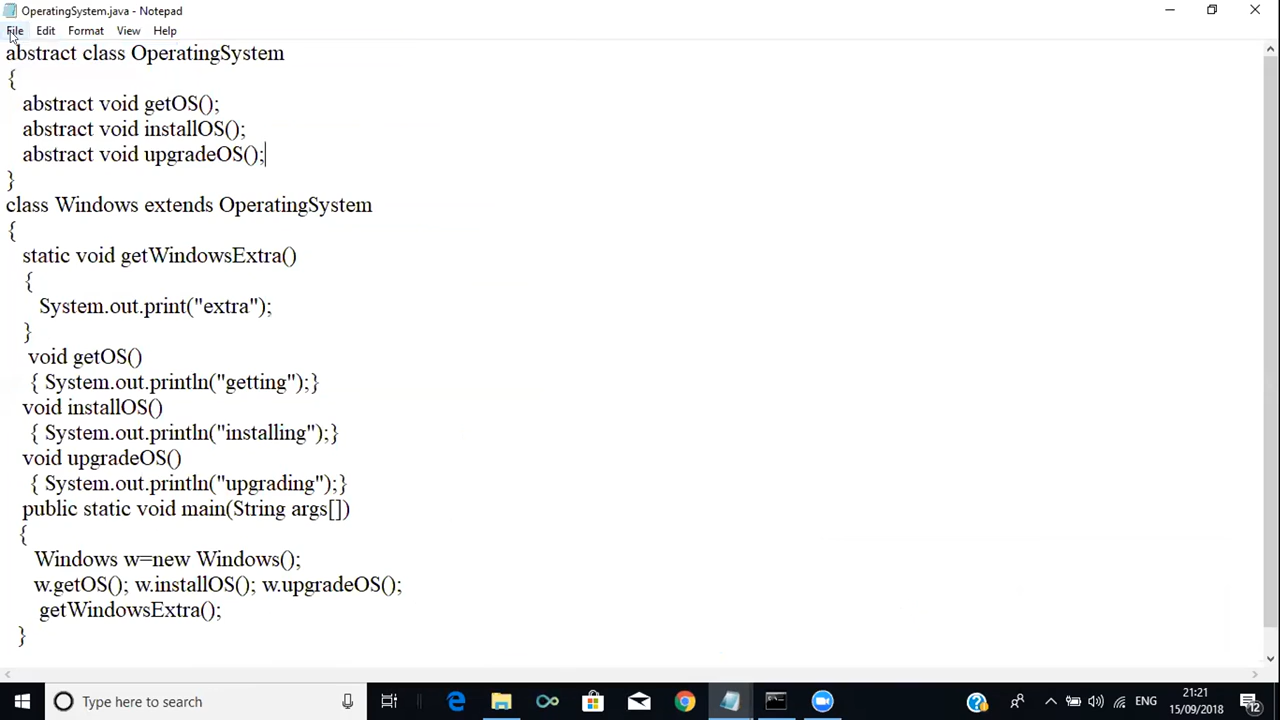 OperatingSystem.java - Notepad
File Edit Format View Help
abstract class OperatingSystem
{
abstract void getOS();
abstract void installOS();
abstract void upgradeOS();
}
class Windows extends OperatingSystem
{
static void getWindowsExtra()
{
System.out.print("extra");
}
void getOS()
{ System.out.println("getting");}
void installOS()
{ System.out.println("installing");}
void upgradeOS()
{ System.out.println("upgrading");}
public static void main(String args[])
{
Windows w=new Windows();
w.getOS(); w.installOS(); w.upgradeOS();
getWindowsExtra();
}
Type here to search
ENG
21:21
15/09/2018
12